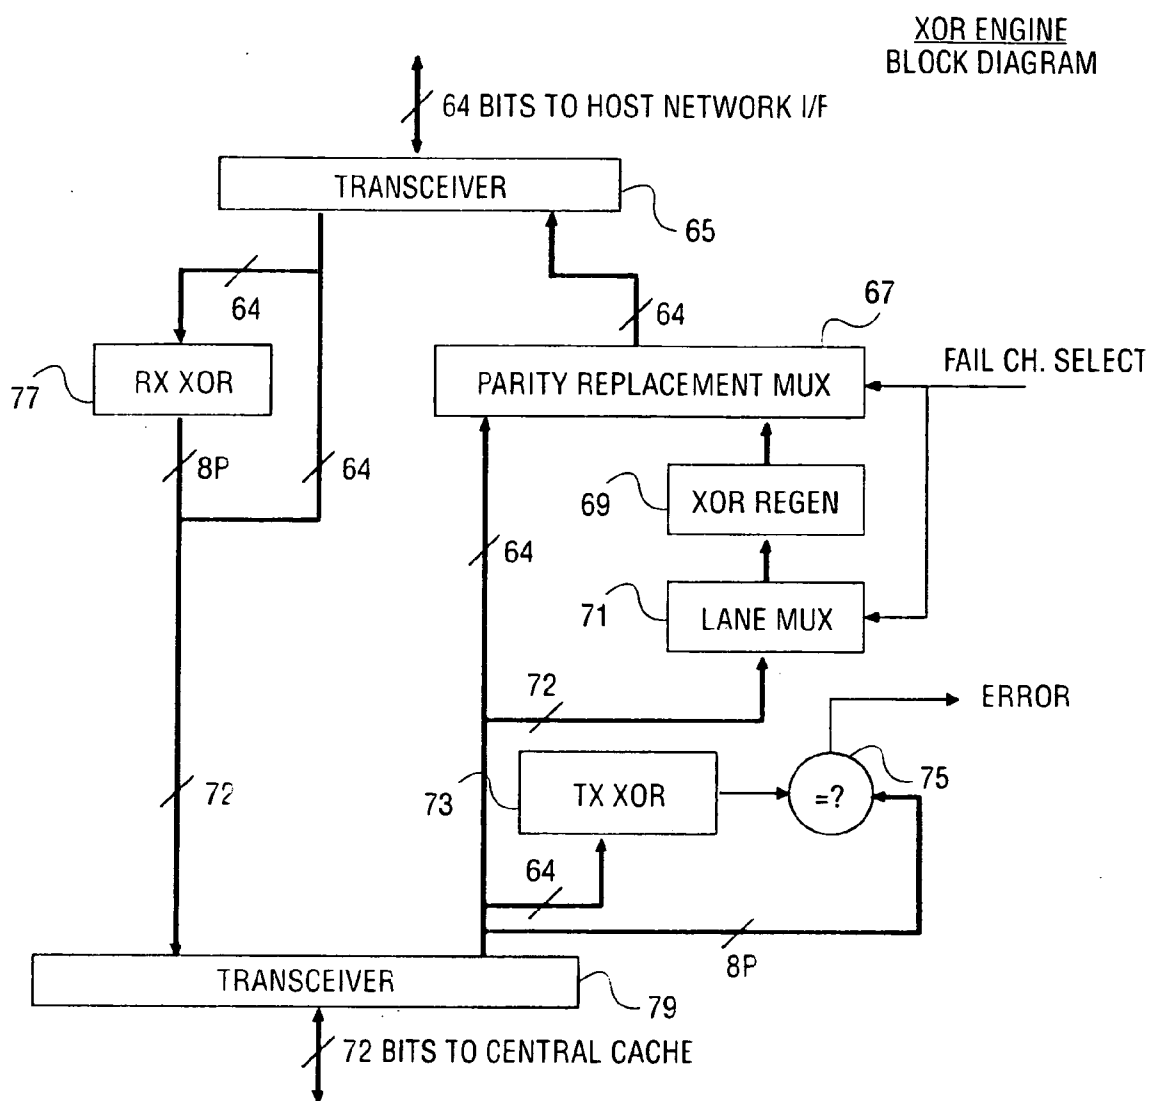 XOR ENGINE
BLOCK DIAGRAM
64 BITS TO HOST NETWORK I/F
TRANSCEIVER
65
64
64
67
FAIL CH. SELECT
RX XOR
77
PARITY REPLACEMENT MUX
8P
64
XOR REGEN
69
64
LANE MUX
71
72
ERROR
72
73
TX XOR
=?
75
64
8P
TRANSCEIVER
79
72 BITS TO CENTRAL CACHE